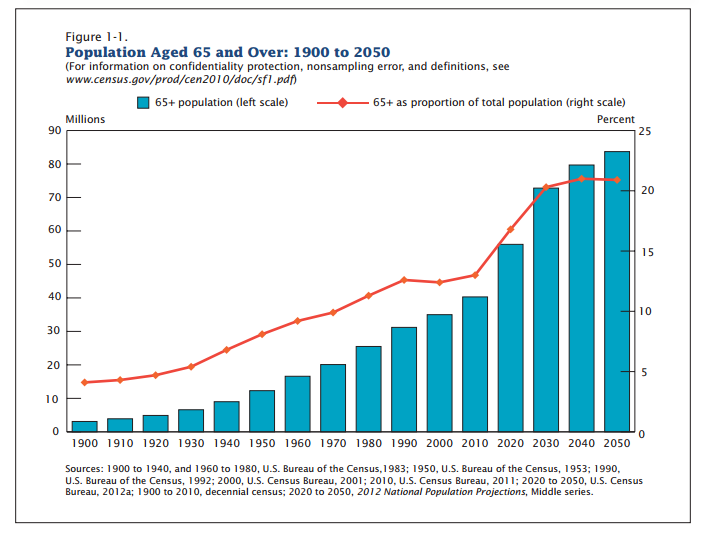 Figure 1-1.
Population Aged 65 and Over: 1900 to 2050
(For information on confidentiality protection, nonsampling error, and definitions, see
www.census.gov/prod/cen2010/doc/sf1.pdf)
65+ population (left scale)
65+ as proportion of total population (right scale)
Millions
Percent
90
80
70
60
50
40
30
20
10
0
25
20
15
10
5
0
1900 1910 1920 1930 1940 1950 1960 1970 1980 1990 2000 2010 2020 2030 2040 2050
Sources: 1900 to 1940, and 1960 to 1980, U.S. Bureau of the Census,1983; 1950, U.S. Bureau of the Census, 1953; 1990,
U.S. Bureau of the Census, 1992; 2000, U.S. Census Bureau, 2001; 2010, U.S. Census Bureau, 2011; 2020 to 2050, U.S. Census
Bureau, 2012a; 1900 to 2010, decennial census; 2020 to 2050, 2012 National Population Projections, Middle series.